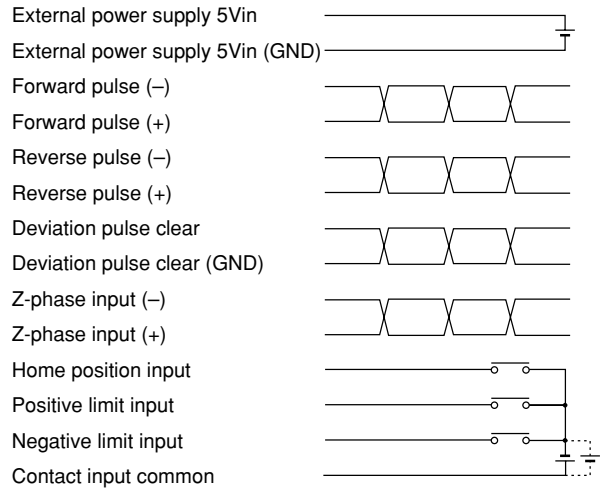 External power supply 5Vin
External power supply 5Vin (GND)
Forward pulse (–)
Forward pulse (+)
Reverse pulse (–)
Reverse pulse (+)
Deviation pulse clear
Deviation pulse clear (GND)
Z-phase input (–)
Z-phase input (+)
Home position input
Positive limit input
Negative limit input
Contact input common